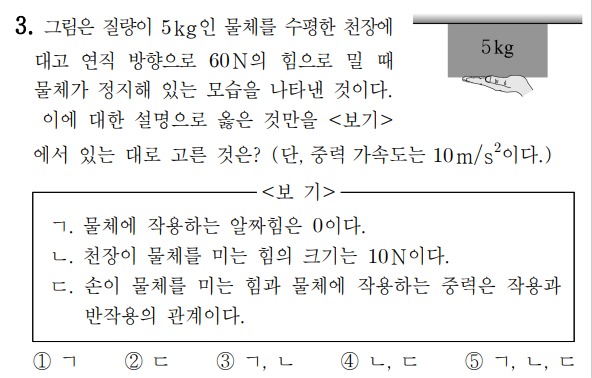 3. 그림은 질량이 5kg인 물체를 수평한 천장에
대고 연직 방향으로 60N의 힘으로 밀 때
물체가 정지해 있는 모습을 나타낸 것이다.
이에 대한 설명으로 옳은 것만을 <보기>
에서 있는 대로 고른 것은? (단, 중력 가속도는 10m/s²이다.)
5kg
<보 기>
ㄱ. 물체에 작용하는 알짜힘은 0이다.
ㄴ. 천장이 물체를 미는 힘의 크기는 10N이다.
ㄷ. 손이 물체를 미는 힘과 물체에 작용하는 중력은 작용과
반작용의 관계이다.
① ㄱ ② ㄷ ③ ㄱ, ㄴ ④ ㄴ, ㄷ ⑤ ㄱ, ㄴ, ㄷ